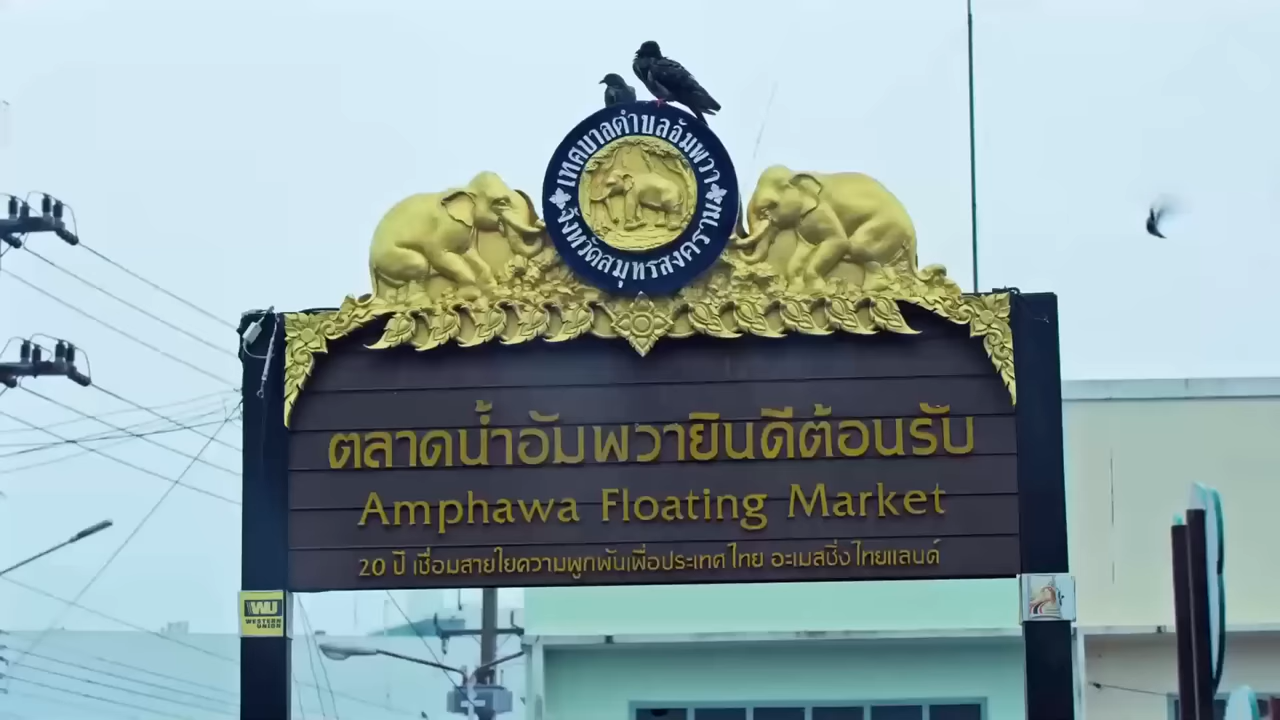 เทศบาลตำบลอัมพวา
จังหวัดสมุทรสงคราม
ตลาดน้ำอัมพวายินดีต้อนรับ
Amphawa Floating Market
20 ปี เชื่อมสายใยความผูกพันเพื่อประเทศไทย อะเมสซิ่งไทยแลนด์
WU
WESTERN
UNION